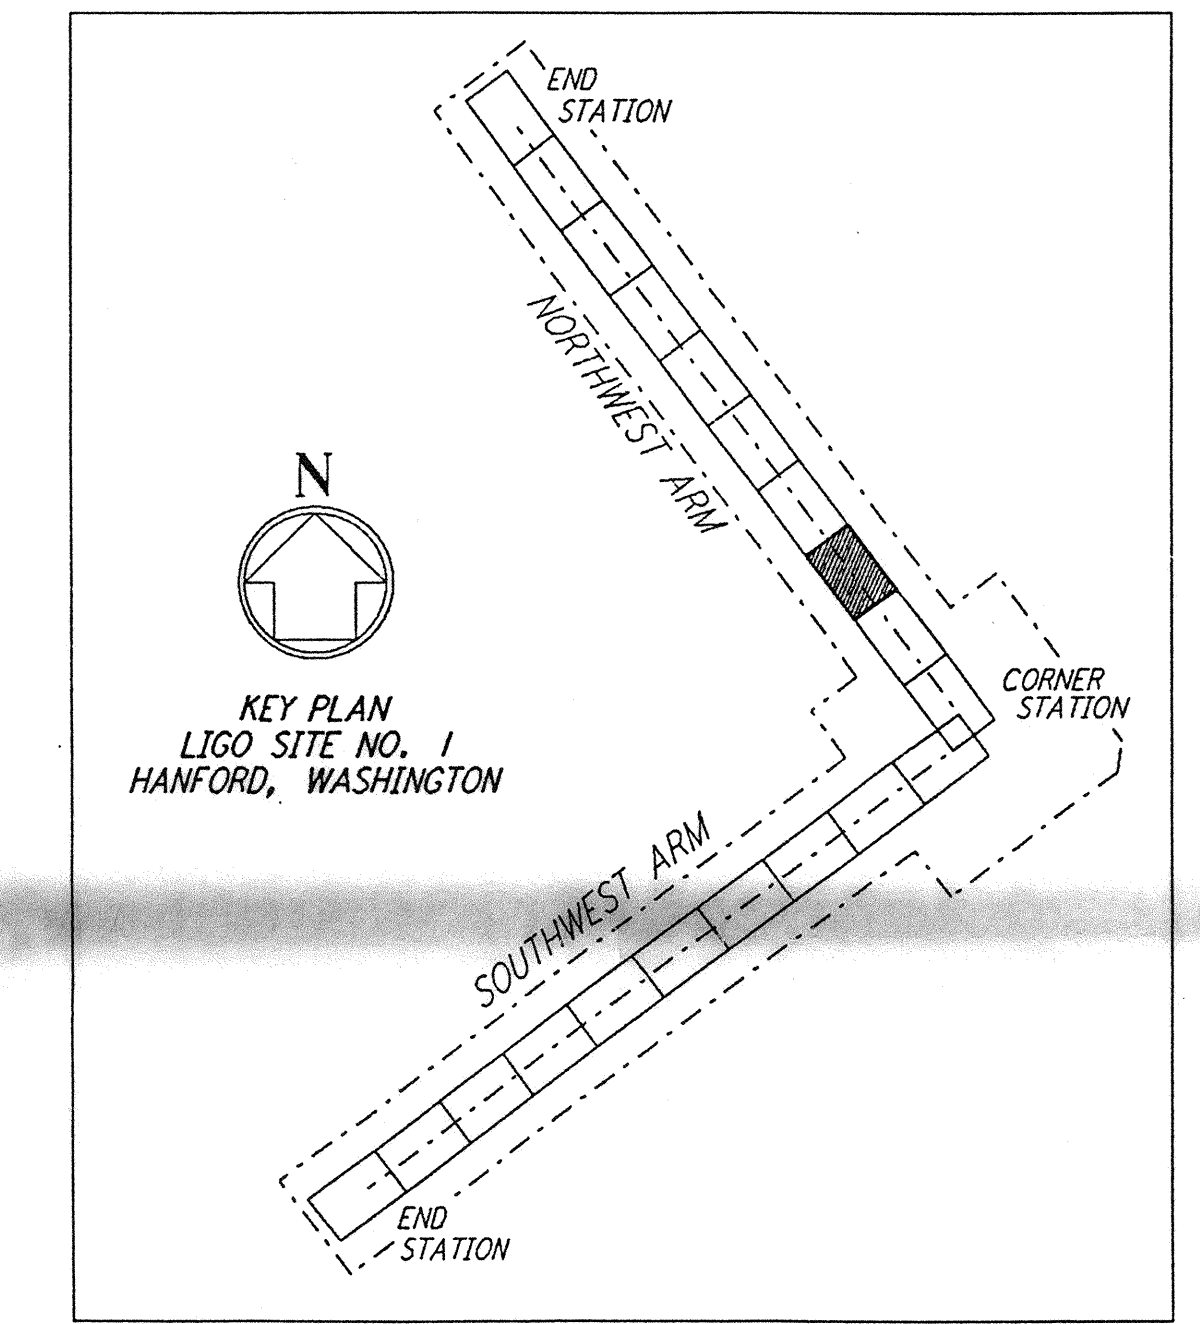 END
STATION
NORTHWEST ARM
N
KEY PLAN
LIGO SITE NO. 1
HANFORD, WASHINGTON
CORNER
STATION
SOUTHWEST ARM
END
STATION